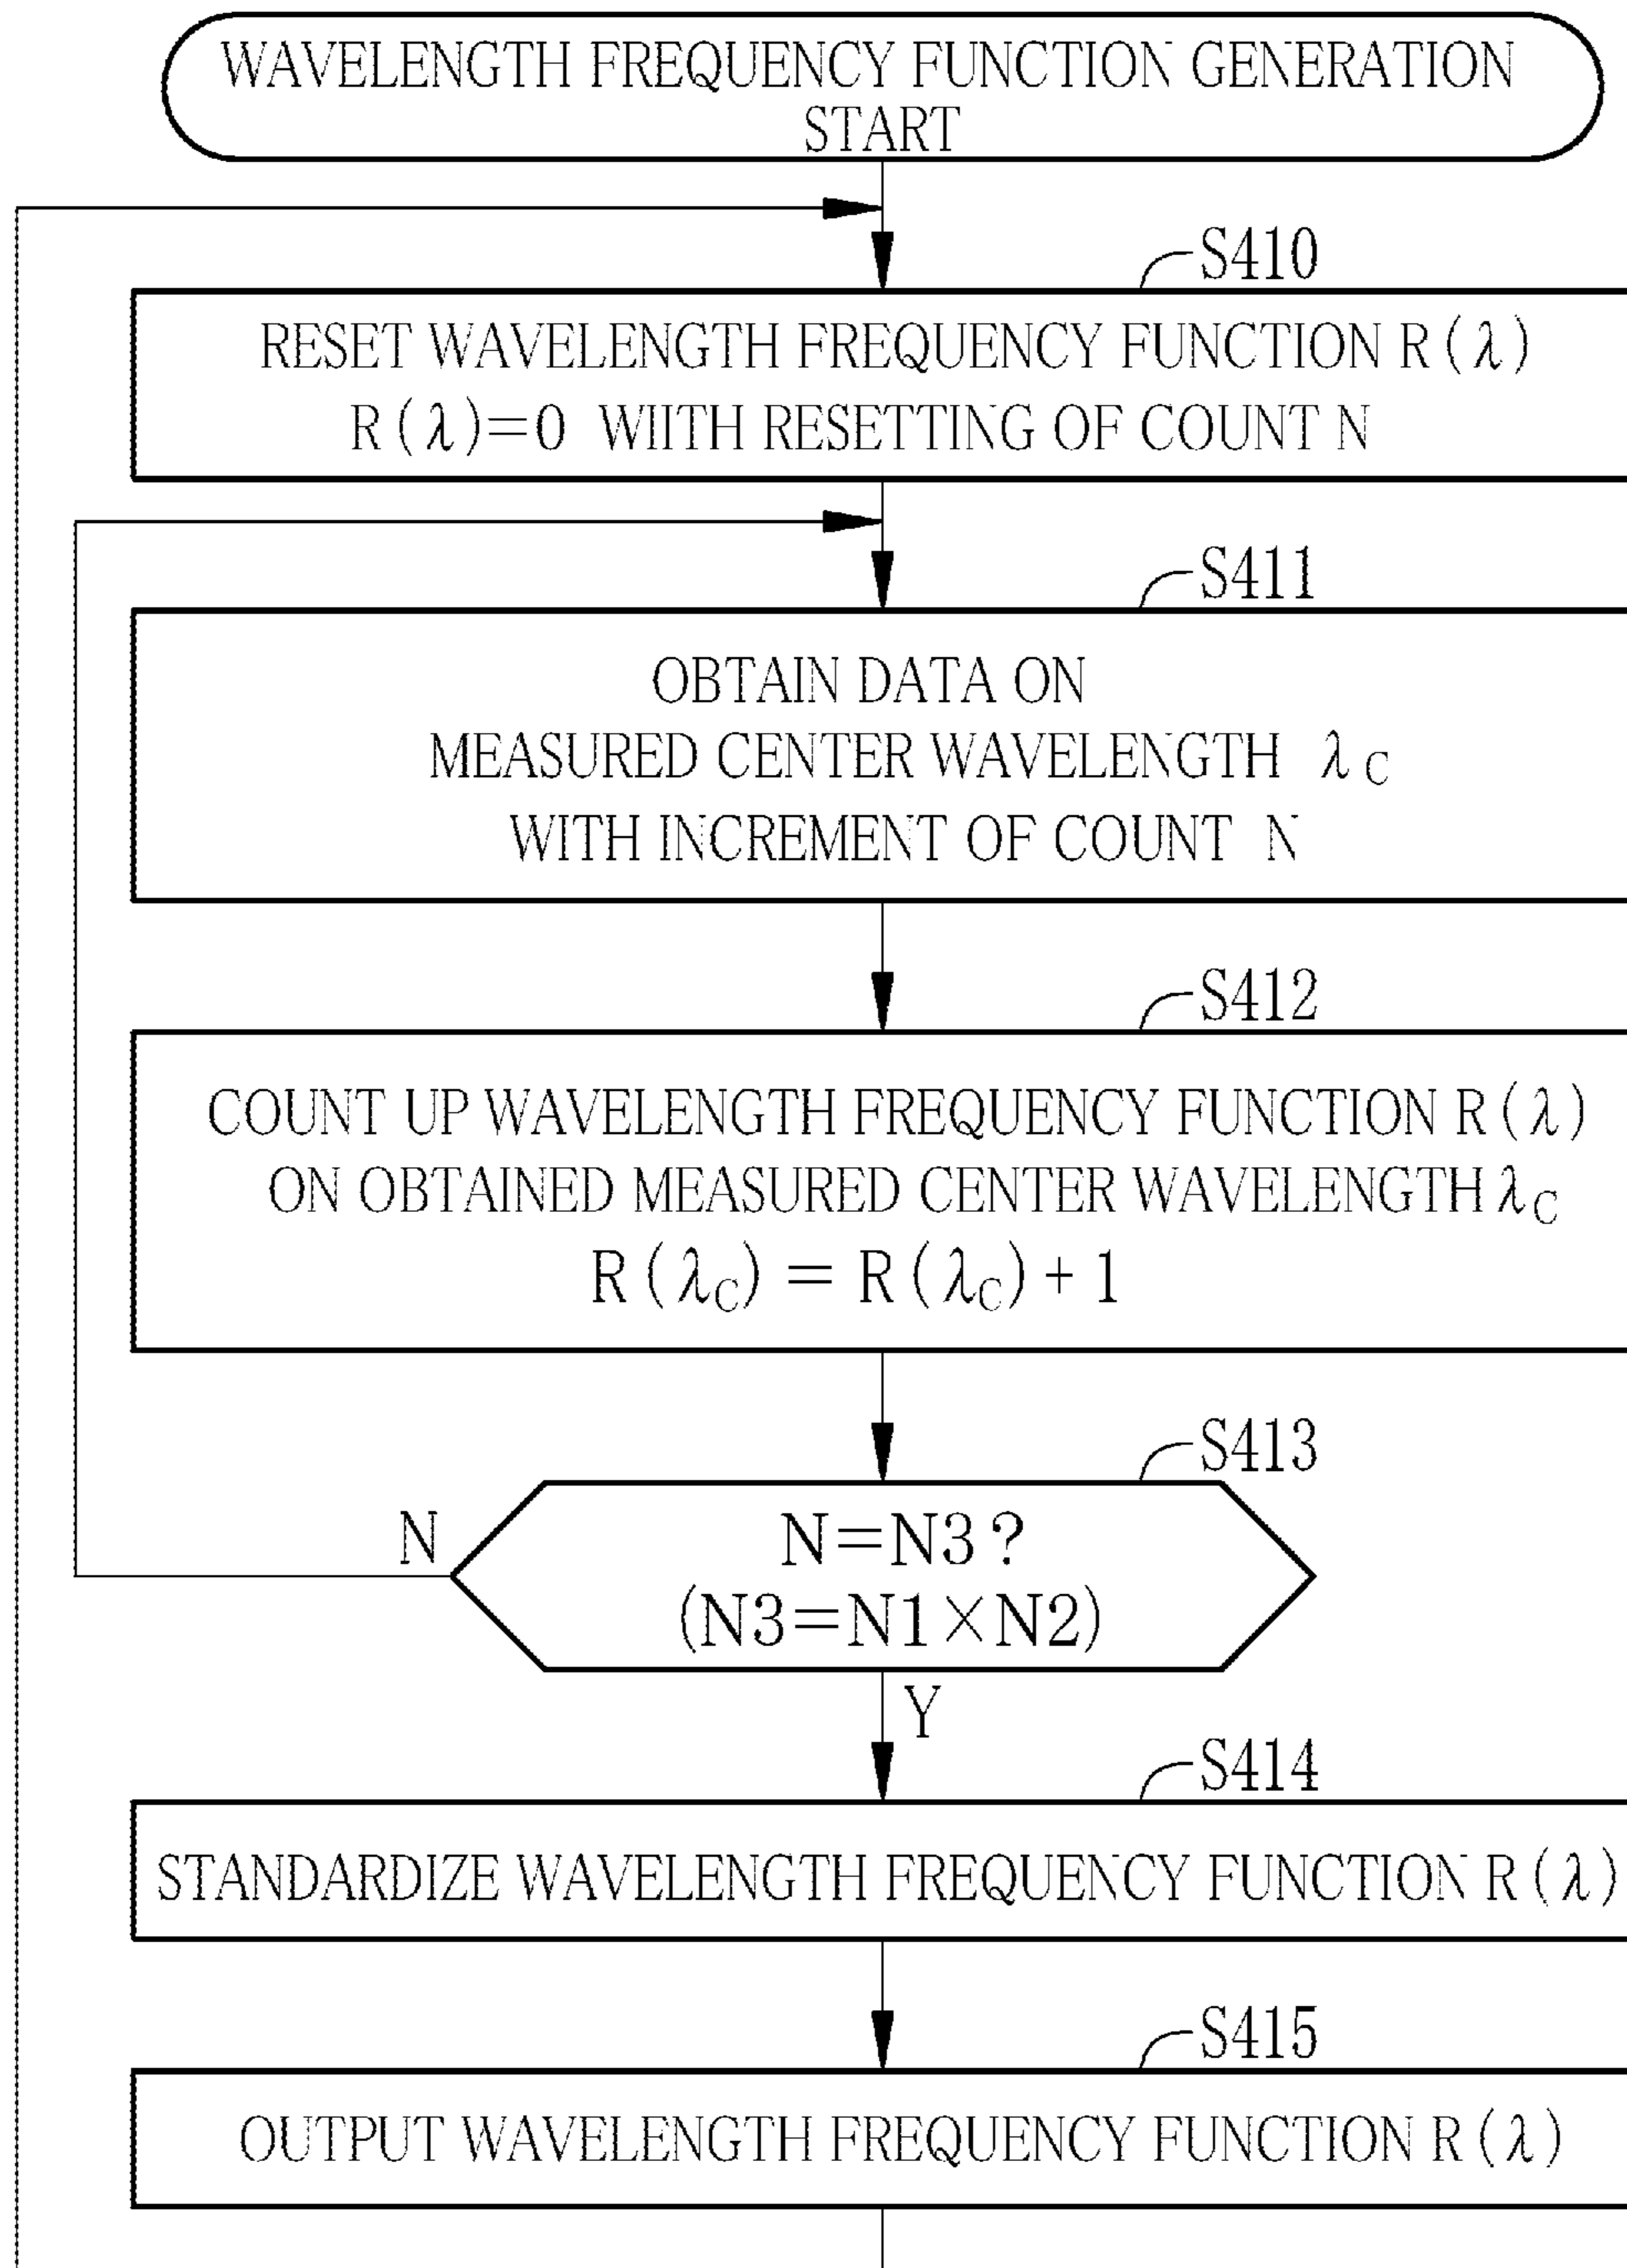 WAVELENGTH FREQUENCY FUNCTION GENERATION
START
S410
RESET WAVELENGTH FREQUENCY FUNCTION R(λ)
R(λ)=0 WIITH RESETTING OF COUNT N
S411
OBTAIN DATA ON
MEASURED CENTER WAVELENGTH λC
WITH INCREMENT OF COUNT N
S412
COUNT UP WAVELENGTH FREQUENCY FUNCTION R(λ)
ON OBTAINED MEASURED CENTER WAVELENGTH λC
R(λC) = R(λC) + 1
S413
N
N=N3?
(N3=N1×N2)
Y
S414
STANDARDIZE WAVELENGTH FREQUENCY FUNCTION R(λ)
S415
OUTPUT WAVELENGTH FREQUENCY FUNCTION R(λ)